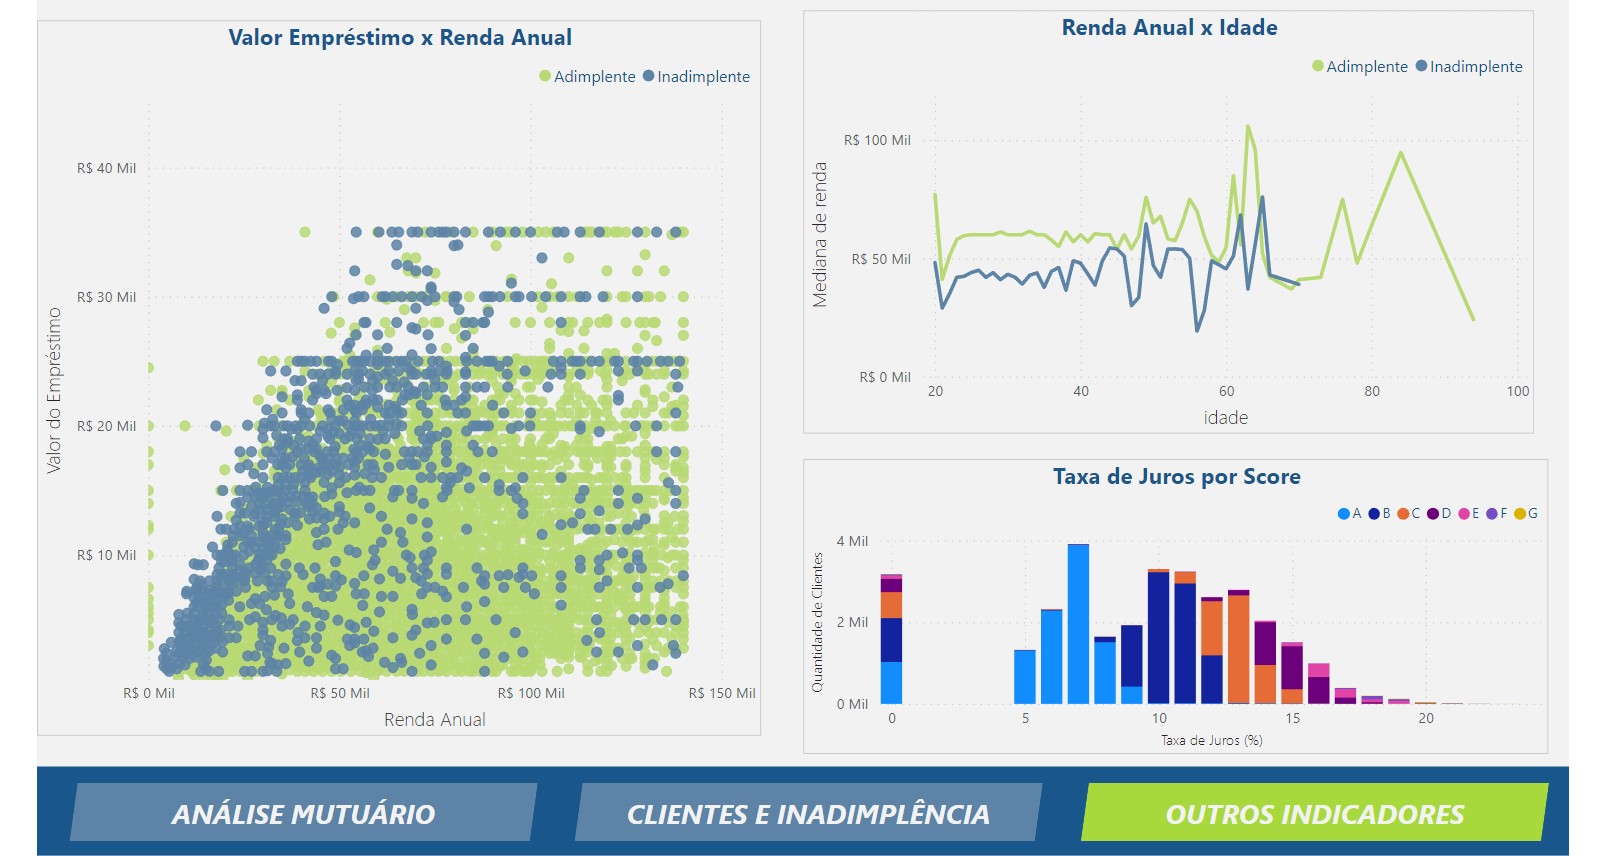 Valor Empréstimo x Renda Anual
Adimplente Inadimplente
Valor do Empréstimo
R$ 40 Mil
R$ 30 Mil
R$ 20 Mil
R$ 10 Mil
R$ 0 Mil R$ 50 Mil R$ 100 Mil R$ 150 Mil
Renda Anual
Renda Anual x Idade
Adimplente Inadimplente
Mediana de renda
R$ 100 Mil
R$ 50 Mil
R$ 0 Mil
20 40 60 80 100
idade
Taxa de Juros por Score
A B C D E F G
Quantidade de Clientes
4 Mil
2 Mil
0 Mil
0 5 10 15 20
Taxa de Juros (%)
ANÁLISE MUTUÁRIO
CLIENTES E INADIMPLÊNCIA
OUTROS INDICADORES